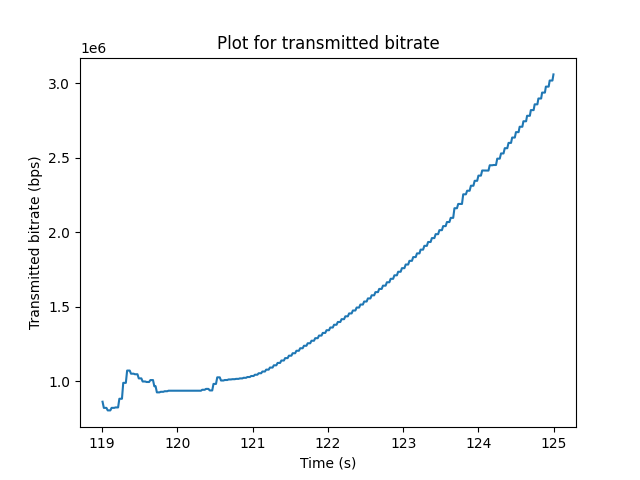 Plot for transmitted bitrate
1e6
3.0
2.5
2.0
1.5
1.0
Transmitted bitrate (bps)
119 120 121 122 123 124 125
Time (s)